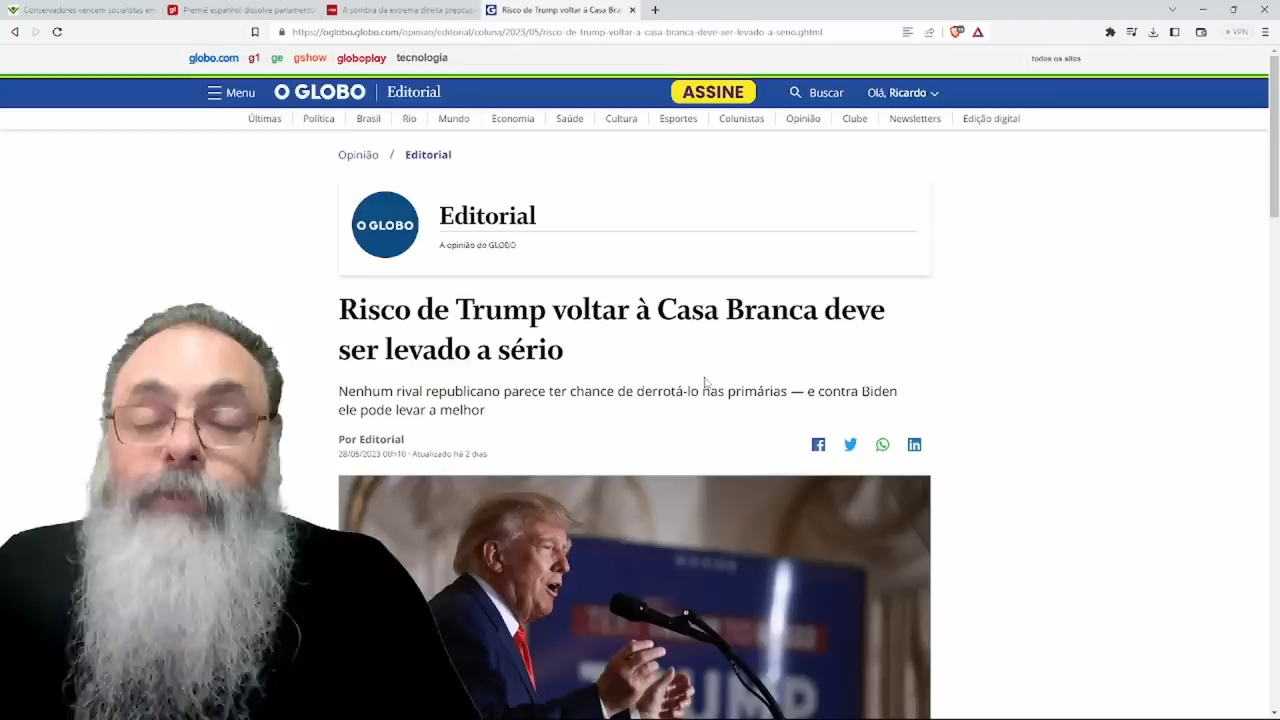 Conservadores vencem socialistas em
Premiê espanhol dissolve parlamento
A sombra da extrema direita preocup
Risco de Trump voltar à Casa Bra
https://oglobo.globo.com/opiniao/editorial/coluna/2023/05/risco-de-trump-voltar-a-casa-branca-deve-ser-levado-a-serio.ghtml
VPN
globo.com g1 ge gshow globoplay tecnologia
todos os sites
Menu O GLOBO Editorial ASSINE Buscar Olá, Ricardo
Últimas Política Brasil Rio Mundo Economia Saúde Cultura Esportes Colunistas Opinião Clube Newsletters Edição digital
Opinião / Editorial
O GLOBO
Editorial
A opinião do GLOBO
Risco de Trump voltar à Casa Branca deve
ser levado a sério
Nenhum rival republicano parece ter chance de derrotá-lo nas primárias — e contra Biden
ele pode levar a melhor
Por Editorial
28/05/2023 00h10 · Atualizado há 2 dias
TRUMP